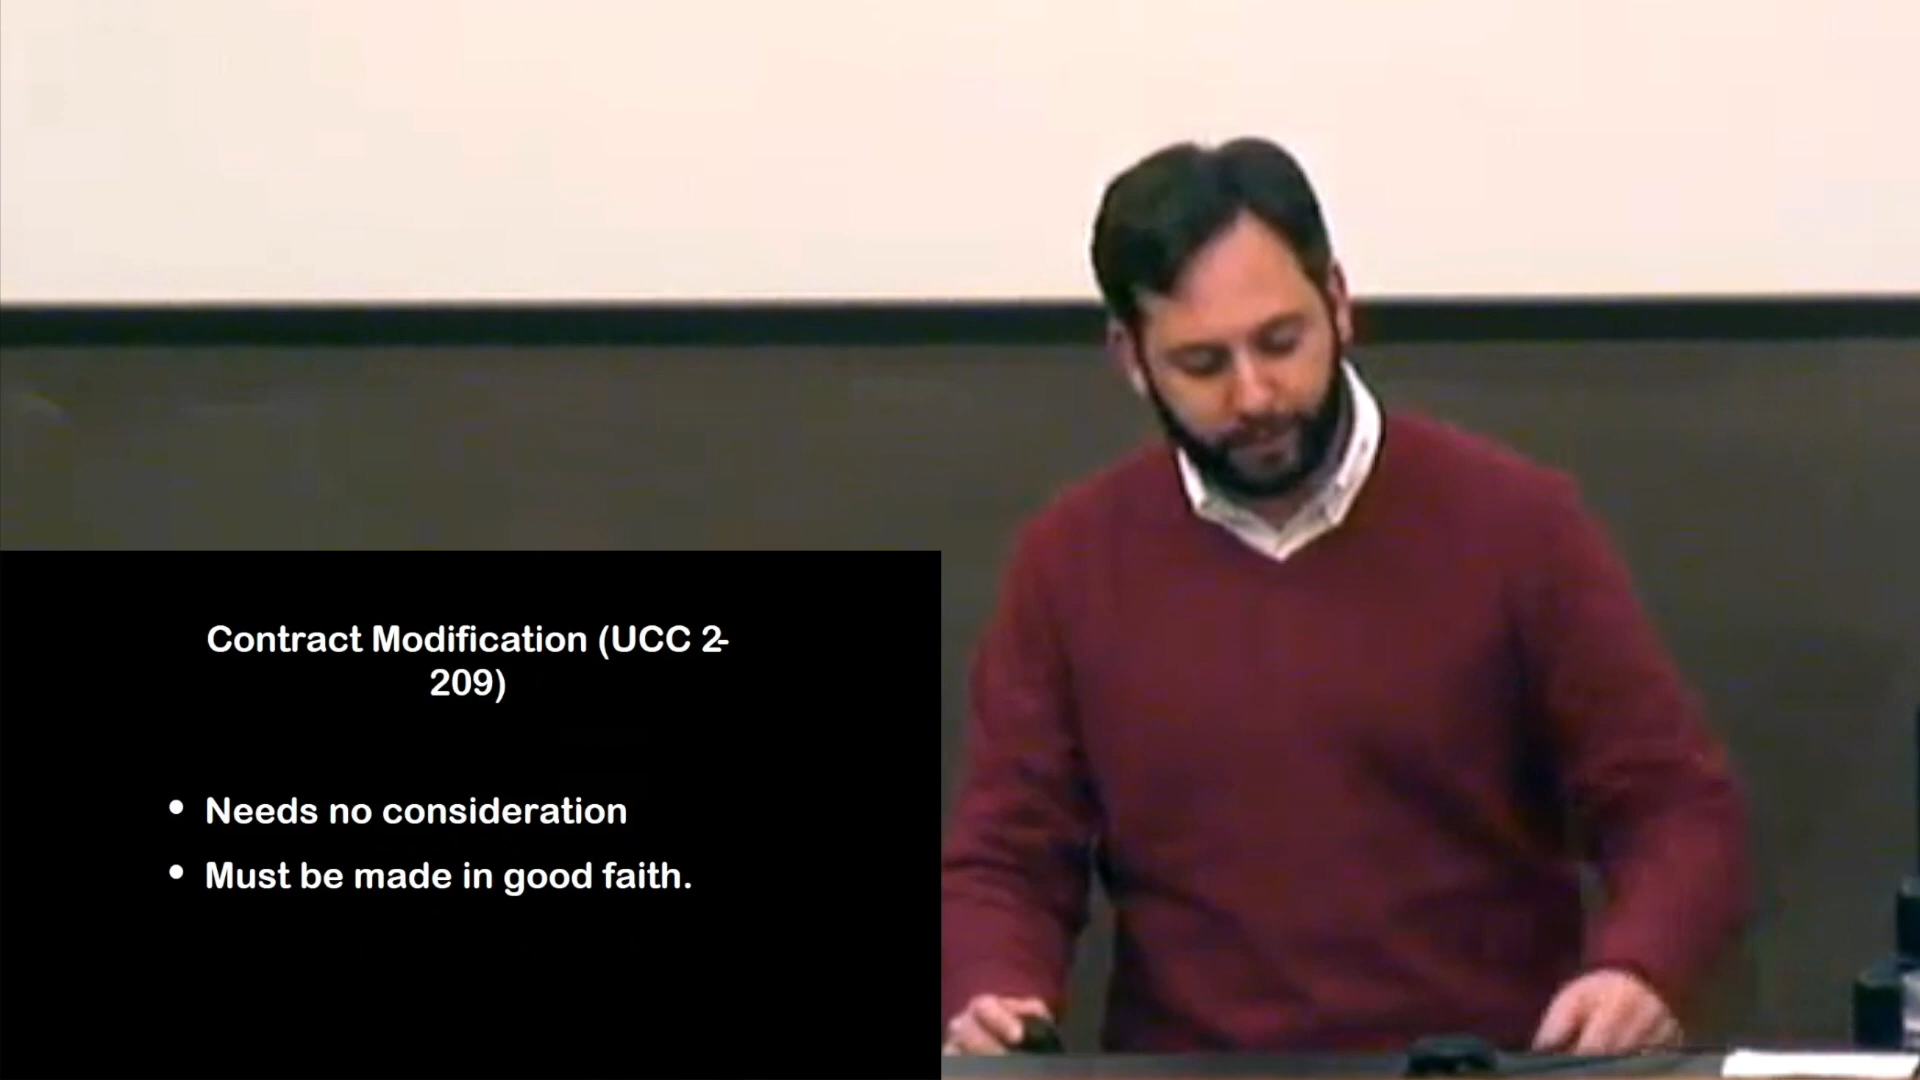 Contract Modification (UCC 2-
209)
• Needs no consideration
• Must be made in good faith.